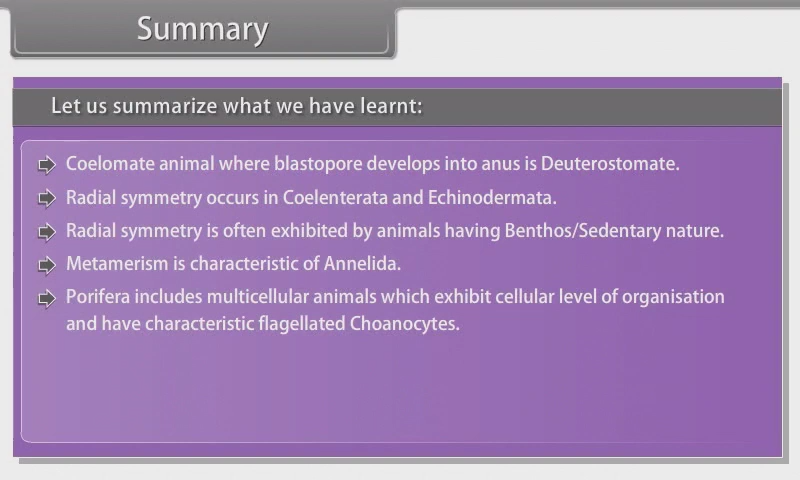 Summary
Let us summarize what we have learnt:
Coelomate animal where blastopore develops into anus is Deuterostomate.
Radial symmetry occurs in Coelenterata and Echinodermata.
Radial symmetry is often exhibited by animals having Benthos/Sedentary nature.
Metamerism is characteristic of Annelida.
Porifera includes multicellular animals which exhibit cellular level of organisation
and have characteristic flagellated Choanocytes.